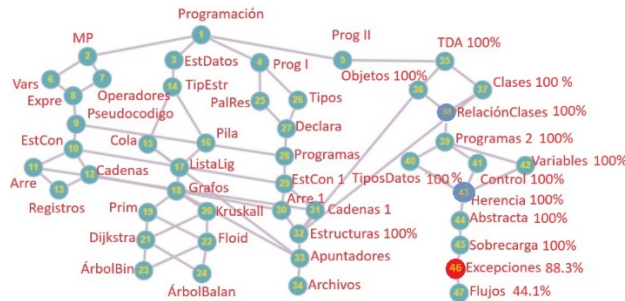 Programación
1
MP
2
EstDatos
3
4
Prog I
Prog II
5
TDA 100%
35
Vars
6
7
Operadores
TipEstr
14
Objetos 100%
36
37
Clases 100 %
Expre
8
PalRes
25
26
Tipos
38
RelaciónClases 100%
Pseudocodigo
9
27
Declara
EstCon
10
Cola
15
16
Pila
28
Programas
39
Programas 2 100%
11
12
Cadenas
17
ListaLig
40
41
42
Variables 100%
Arre
13
Registros
18
Grafos
29
EstCon 1
TiposDatos 100 %
Control 100%
43
Herencia 100%
Prim
19
20
Kruskall
Arre 1
30
31
Cadenas 1
44
Abstracta 100%
Dijkstra
21
22
Floid
32
Estructuras 100%
45
Sobrecarga 100%
ÁrbolBin
23
24
ÁrbolBalan
33
Apuntadores
46
Excepciones 88.3%
34
Archivos
47
Flujos 44.1%